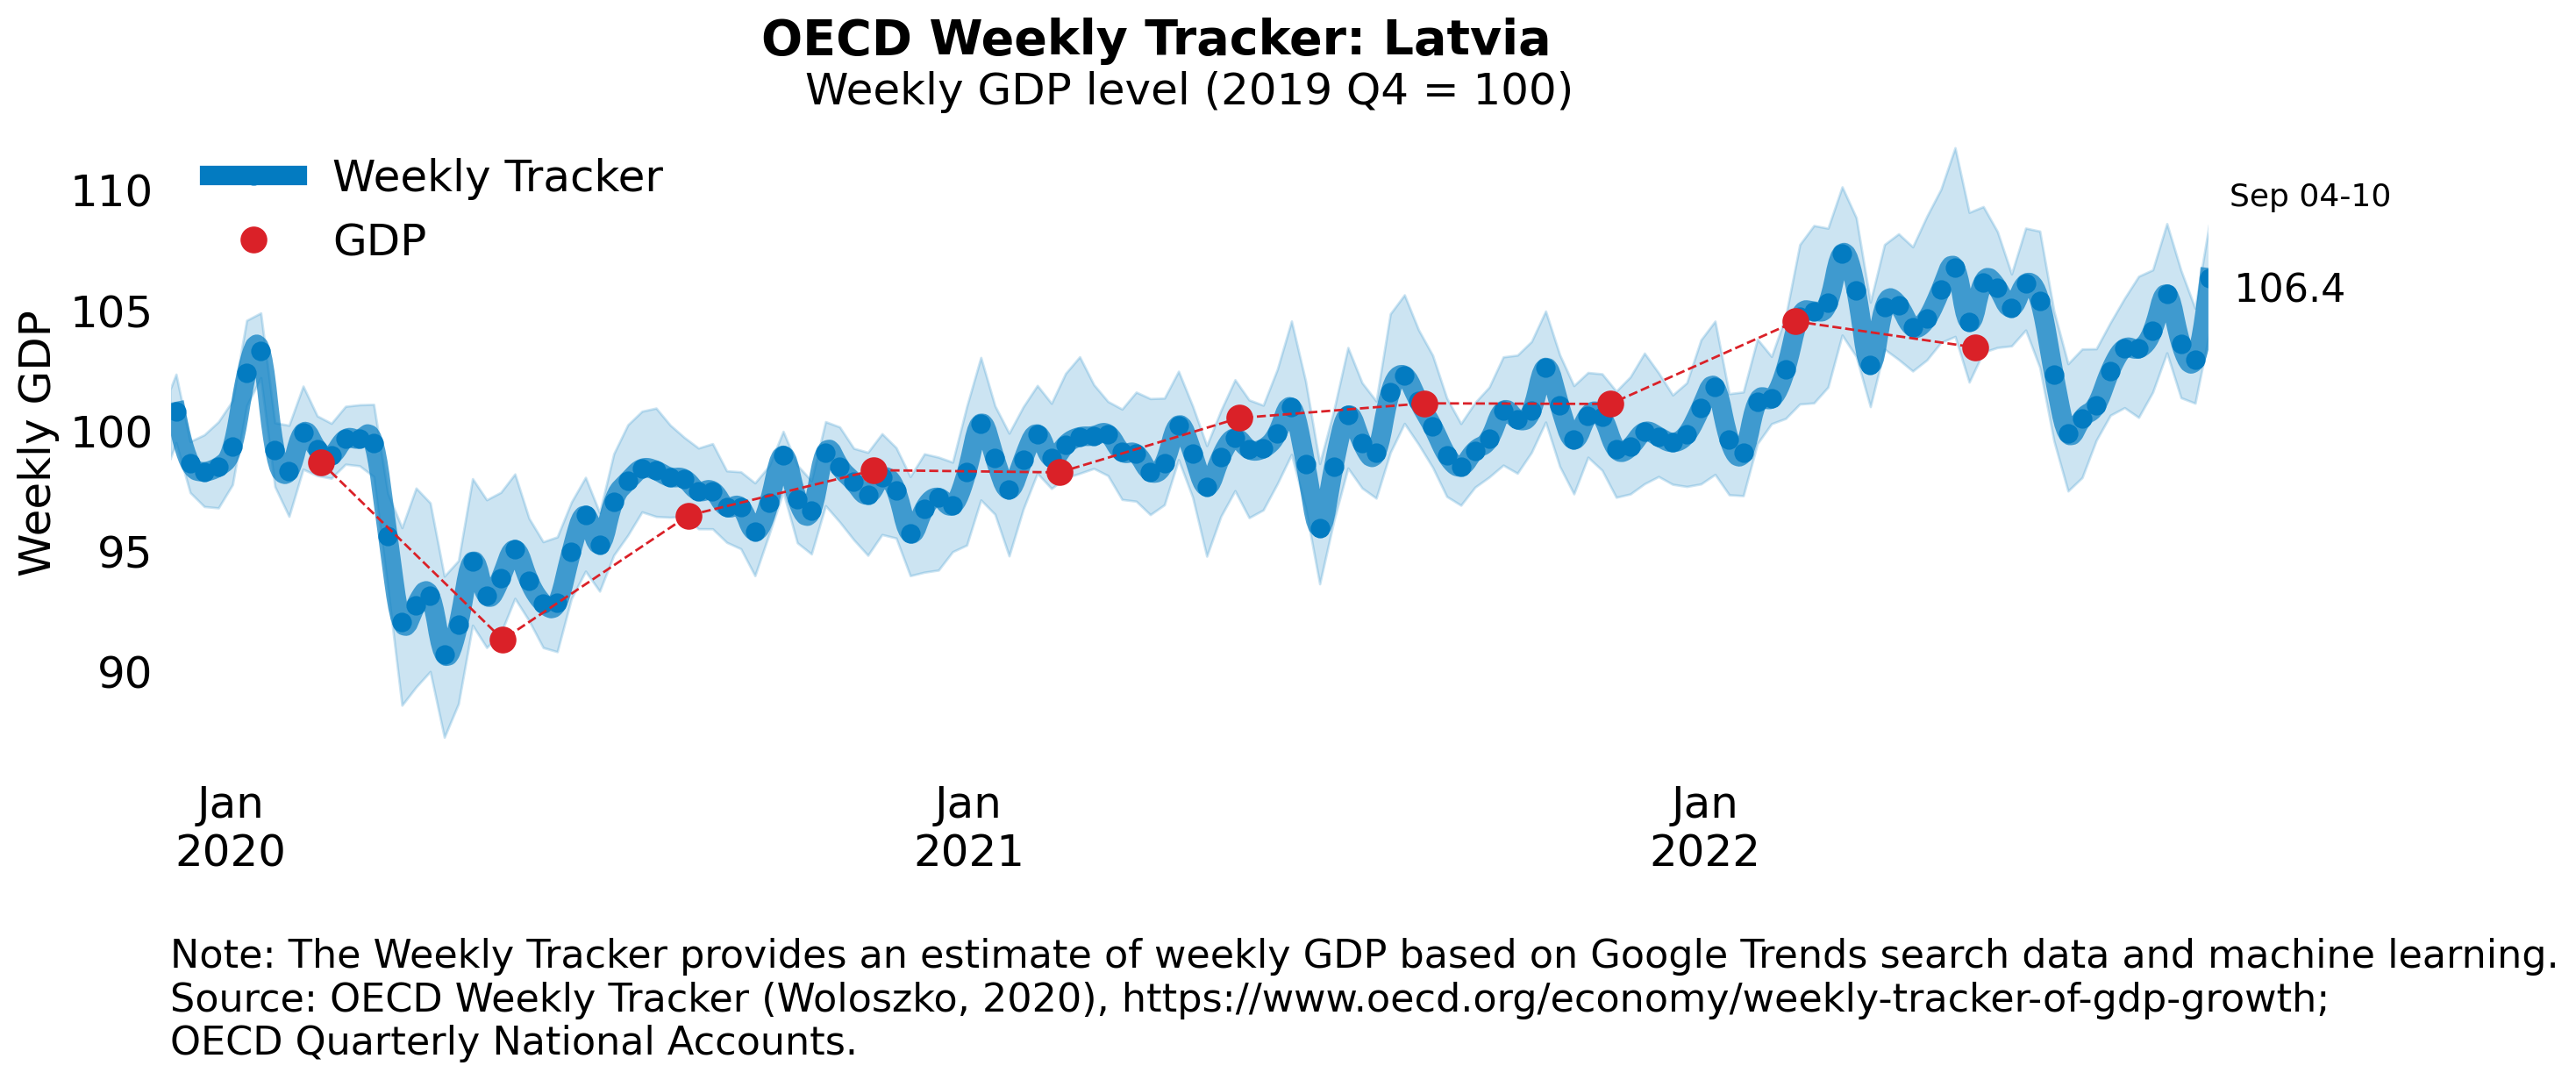 OECD Weekly Tracker: Latvia
Weekly GDP level (2019 Q4 = 100)
Weekly Tracker
GDP
Sep 04-10
106.4
Weekly GDP
110
105
100
95
90
Jan
2020
Jan
2021
Jan
2022
Note: The Weekly Tracker provides an estimate of weekly GDP based on Google Trends search data and machine learning.
Source: OECD Weekly Tracker (Woloszko, 2020), https://www.oecd.org/economy/weekly-tracker-of-gdp-growth;
OECD Quarterly National Accounts.